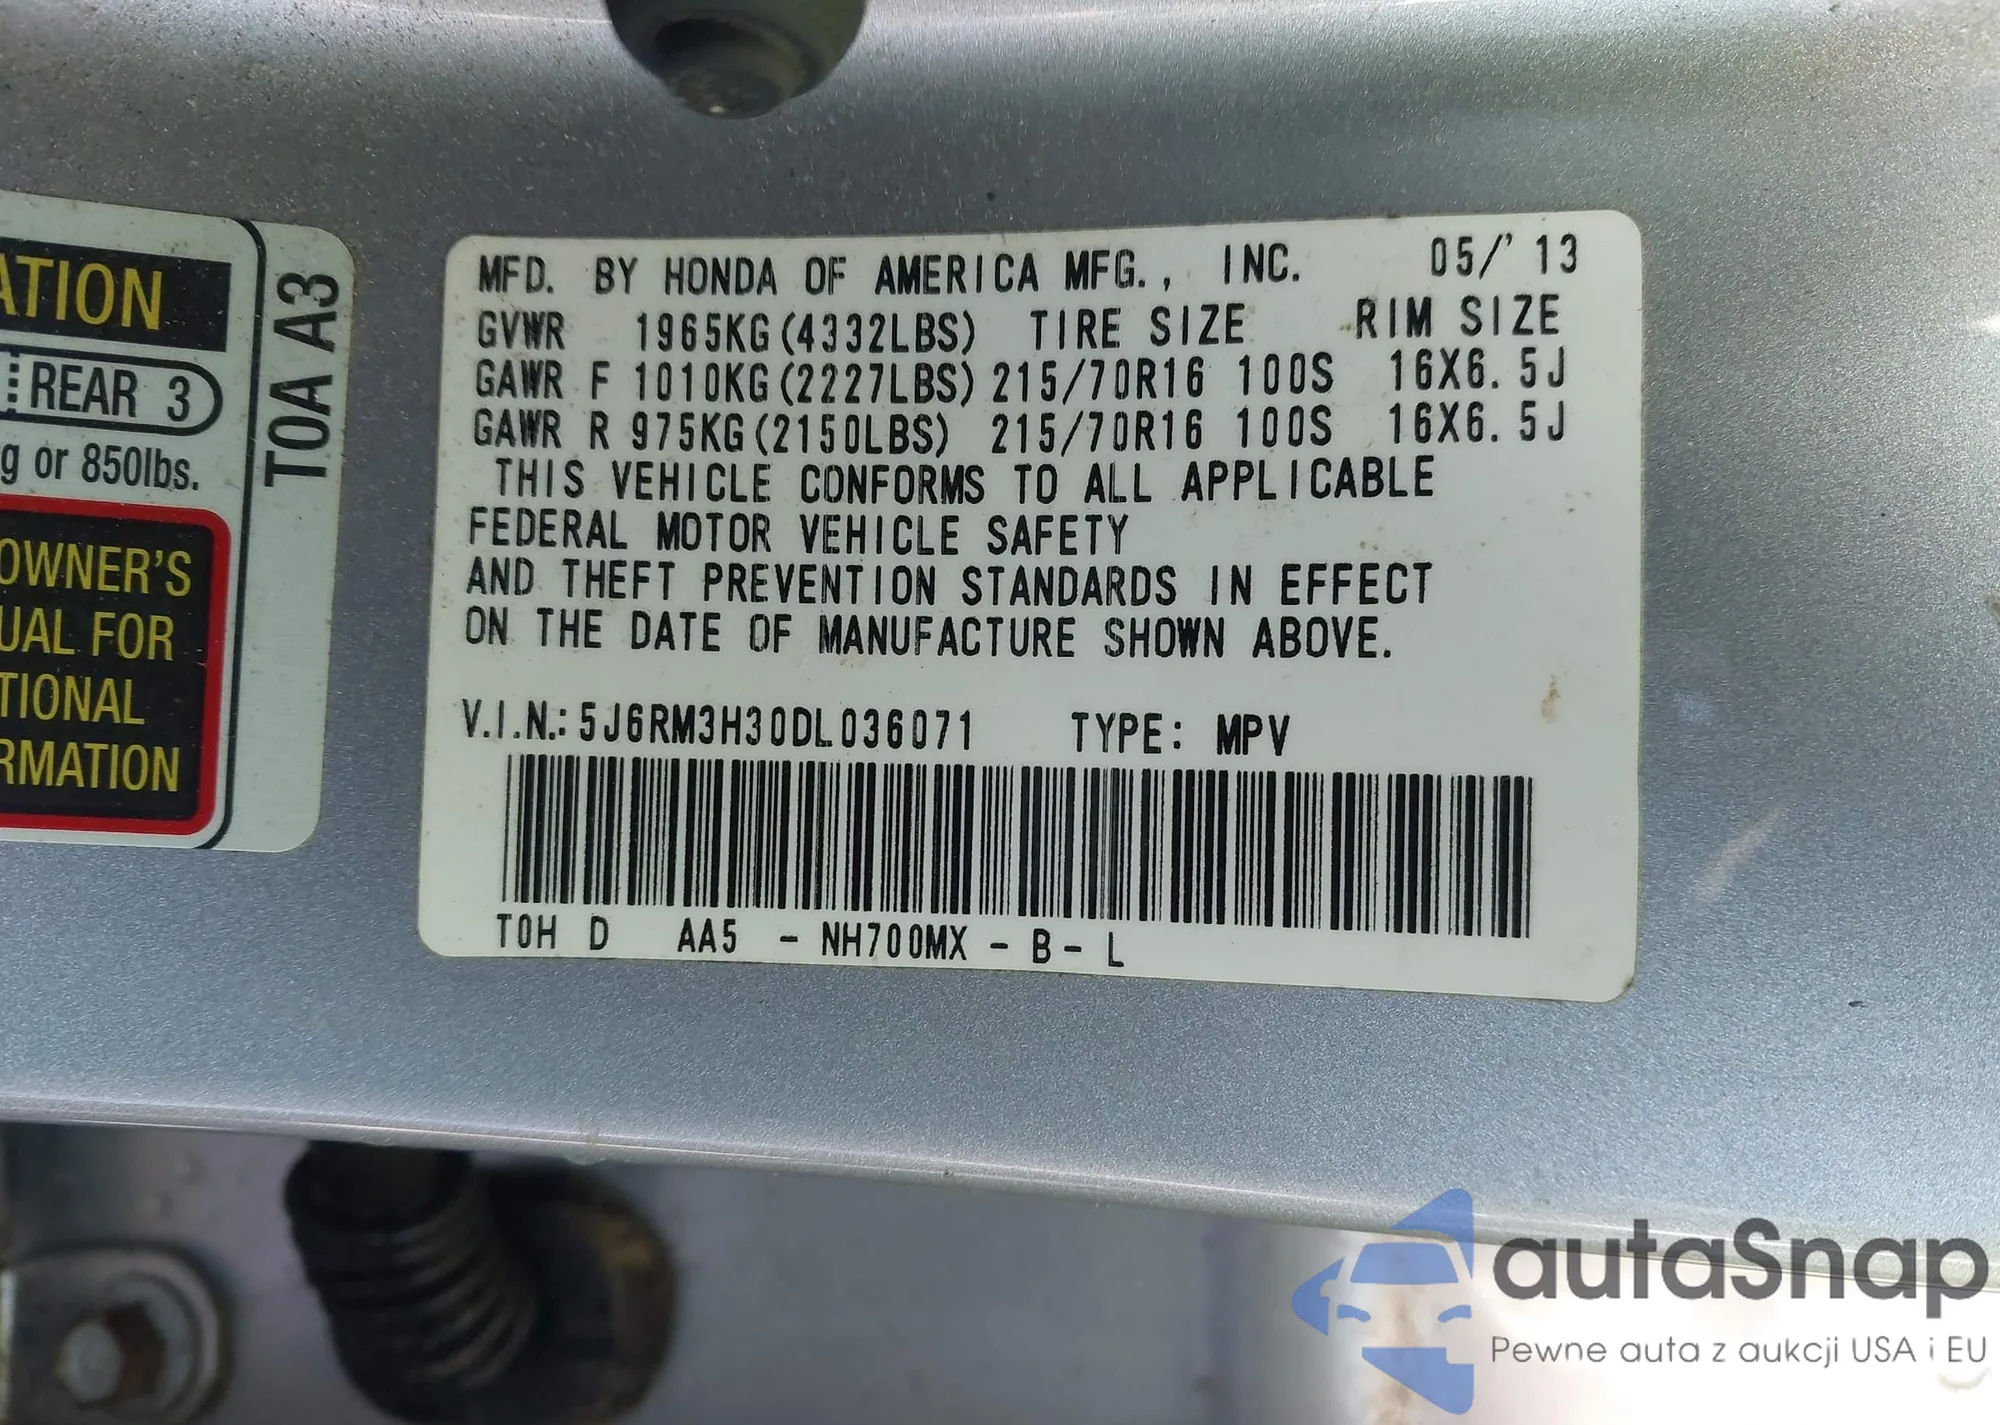 MFD. BY HONDA OF AMERICA MFG., INC. 05/'13
GVWR 1965KG(4332LBS) TIRE SIZE RIM SIZE
GAWR F 1010KG(2227LBS) 215/70R16 100S 16X6.5J
GAWR R 975KG(2150LBS) 215/70R16 100S 16X6.5J
THIS VEHICLE CONFORMS TO ALL APPLICABLE
FEDERAL MOTOR VEHICLE SAFETY
AND THEFT PREVENTION STANDARDS IN EFFECT
ON THE DATE OF MANUFACTURE SHOWN ABOVE.
V.I.N.: 5J6RM3H30DL036071 TYPE: MPV
T0H D AA5 - NH700MX - B - L
ATION
REAR 3
g or 850lbs.
OWNER'S
UAL FOR
TIONAL
RMATION
T0A A3
autaSnap
Pewne auta z aukcji USA i EU